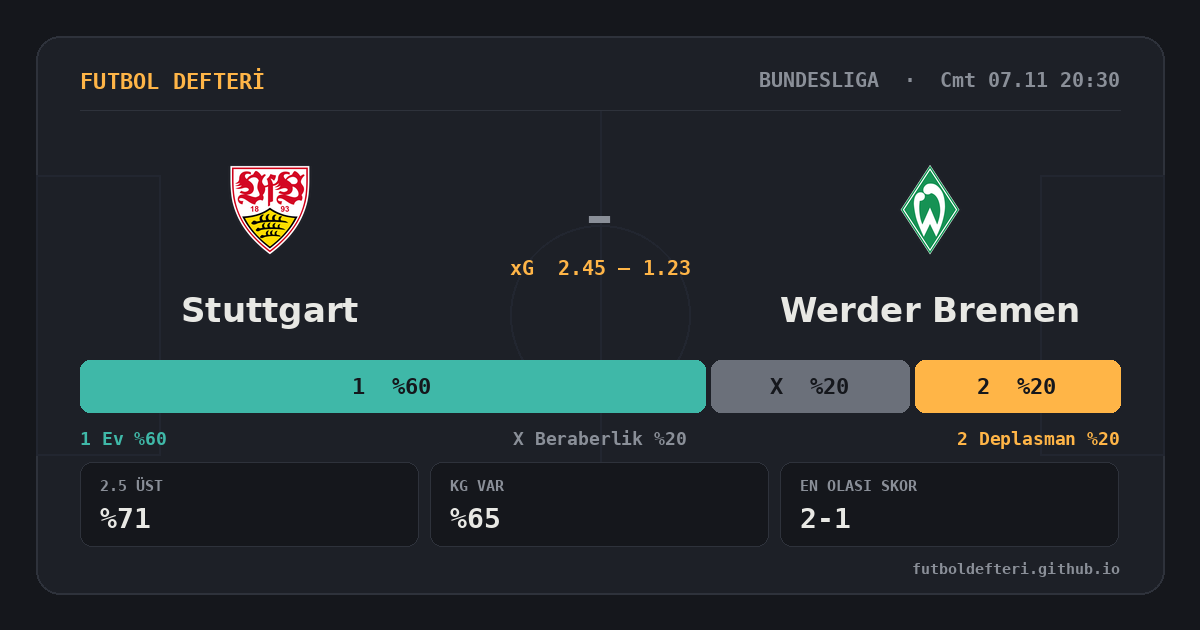 FUTBOL DEFTERİ
BUNDESLIGA · Cmt 07.11 20:30
18 93
–
xG 2.45 – 1.23
Stuttgart
Werder Bremen
1 %60
X %20
2 %20
1 Ev %60
X Beraberlik %20
2 Deplasman %20
2.5 ÜST
%71
KG VAR
%65
EN OLASI SKOR
2-1
futboldefteri.github.io